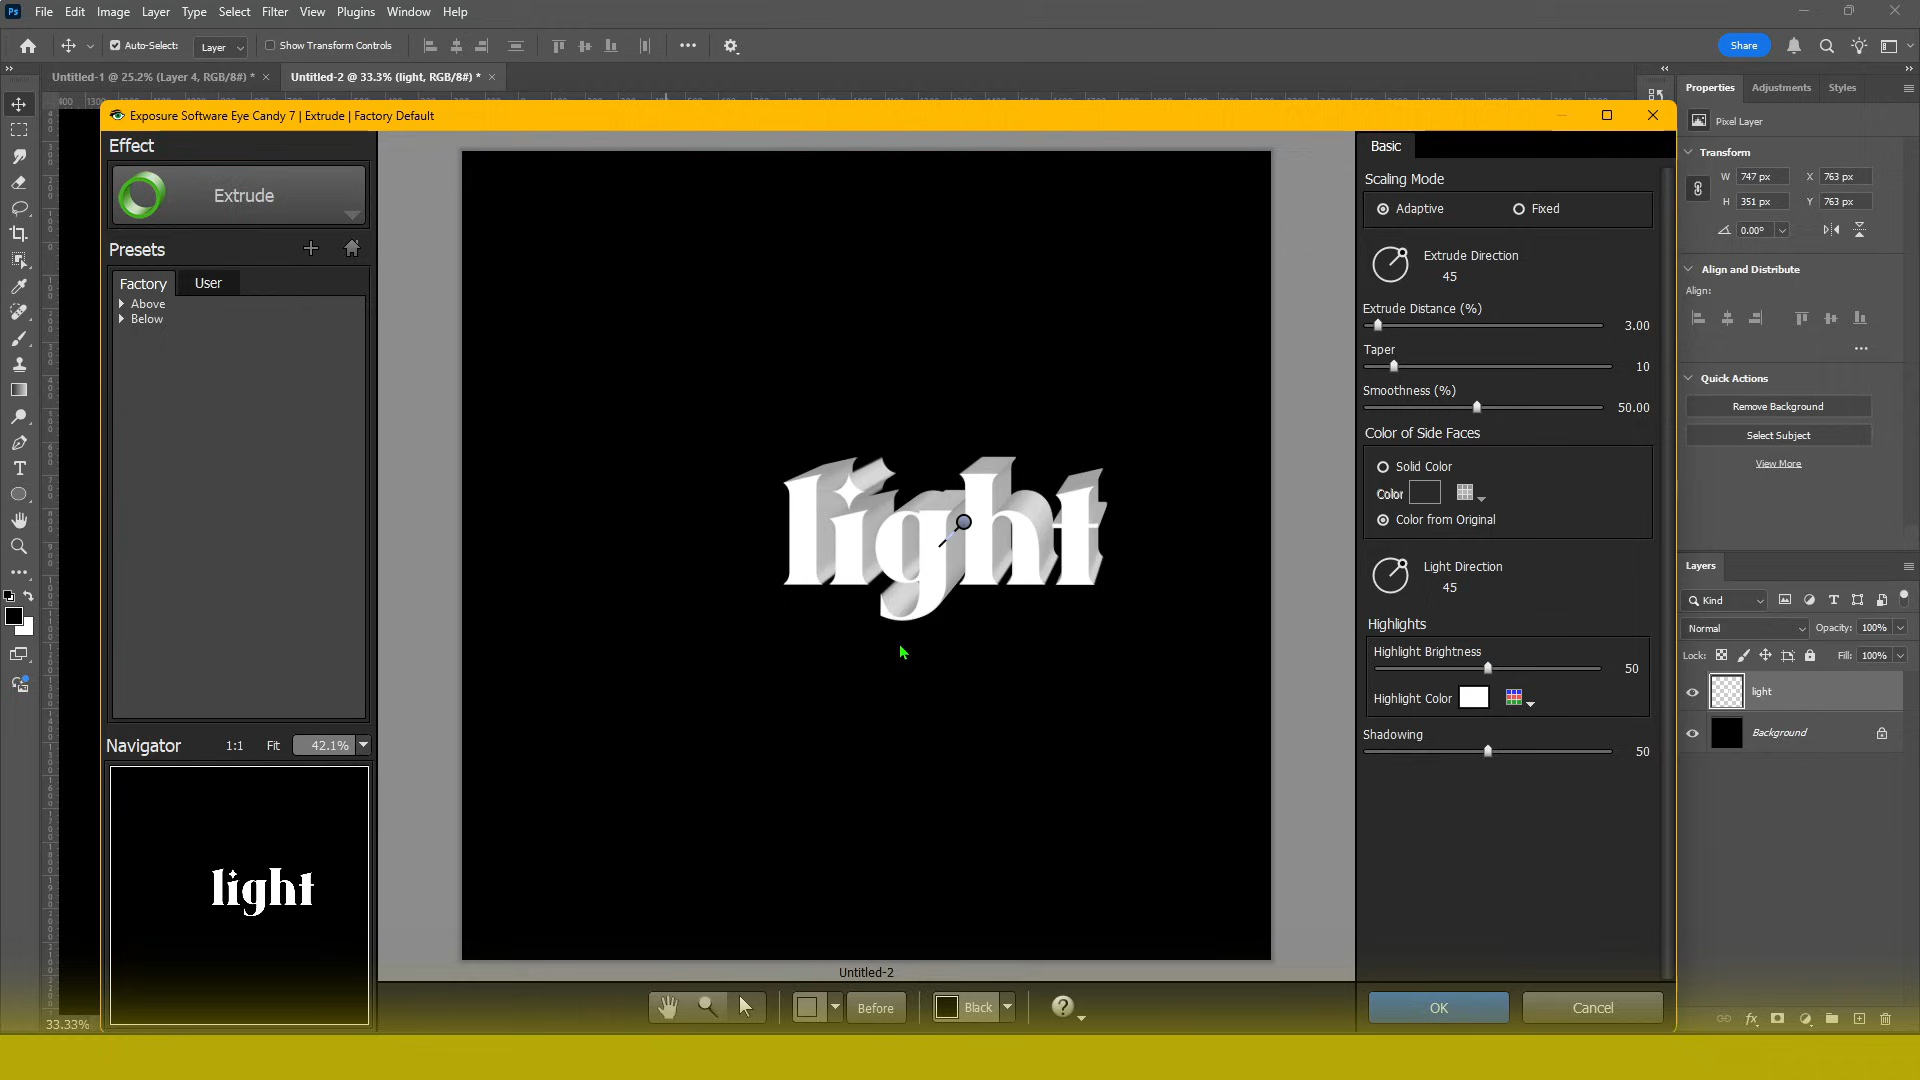 Ps File Edit Image Layer Type Select Filter View Plugins Window Help
Auto-Select: Layer Show Transform Controls Share
Untitled-1 @ 25.2% (Layer 4, RGB/8#) * × Untitled-2 @ 33.3% (light, RGB/8#) * ×
Exposure Software Eye Candy 7 | Extrude | Factory Default
Effect
Extrude
Presets
Factory User
Above
Below
Navigator 1:1 Fit 42.1%
light
33.33%
light
Untitled-2
Before Black ?
Basic
Scaling Mode
Adaptive Fixed
Extrude Direction
45
Extrude Distance (%)
3.00
Taper
10
Smoothness (%)
50.00
Color of Side Faces
Solid Color
Color
Color from Original
Light Direction
45
Highlights
Highlight Brightness
50
Highlight Color
Shadowing
50
OK Cancel
Properties Adjustments Styles
Pixel Layer
Transform
W 747 px X 763 px
H 351 px Y 763 px
0.00°
Align and Distribute
Align:
Quick Actions
Remove Background
Select Subject
View More
Layers
Kind
Normal Opacity: 100%
Lock: Fill: 100%
light
Background
fx